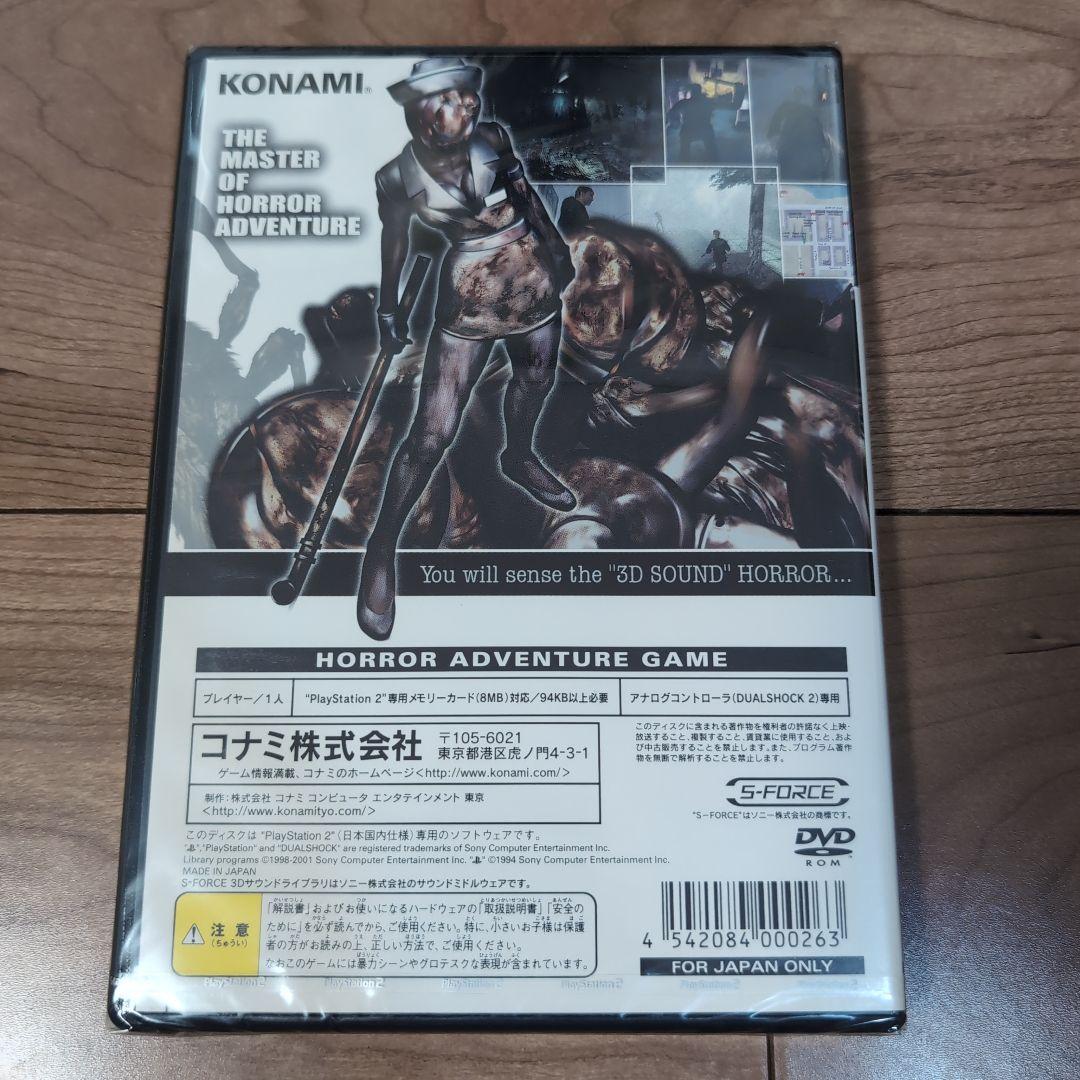 KONAMI®
THE
MASTER
OF
HORROR
ADVENTURE
You will sense the "3D SOUND" HORROR...
HORROR ADVENTURE GAME
プレイヤー/1人
"PlayStation 2"専用メモリーカード(8MB)対応/94KB以上必要
アナログコントローラ(DUALSHOCK 2)専用
コナミ株式会社
〒105-6021
東京都港区虎ノ門4-3-1
ゲーム情報満載、コナミのホームページ<http://www.konami.com/>
制作:株式会社 コナミ コンピュータ エンタテインメント 東京
<http://www.konamityo.com/>
このディスクに含まれる著作物を権利者の許諾なく上映・
放送すること、複製すること、賃貸業に使用すること、およ
び中古販売することを禁止します。また、プログラム著作
物を無断で解析することを禁止します。
S-FORCE
"S-FORCE"はソニー株式会社の商標です。
DVD
ROM
このディスクは "PlayStation 2"(日本国内仕様)専用のソフトウェアです。
"","PlayStation" and "DUALSHOCK" are registered trademarks of Sony Computer Entertainment Inc.
Library programs ©1998-2001 Sony Computer Entertainment Inc. "" ©1994 Sony Computer Entertainment Inc.
MADE IN JAPAN
S-FORCE 3Dサウンドライブラリはソニー株式会社のサウンドミドルウェアです。
注意
(ちゅうい)
「解説書」およびお使いになるハードウェアの「取扱説明書」「安全の
ために」を必ず読んでから、ご使用ください。特に、小さいお子様は保護
者の方がお読みの上、正しい方法で、ご使用ください。
なおこのゲームには暴力シーンやグロテスクな表現が含まれています。
4 542084 000263
FOR JAPAN ONLY
PlayStation 2 PlayStation 2 PlayStation 2 PlayStation 2 PlayStation 2 PlayStation 2